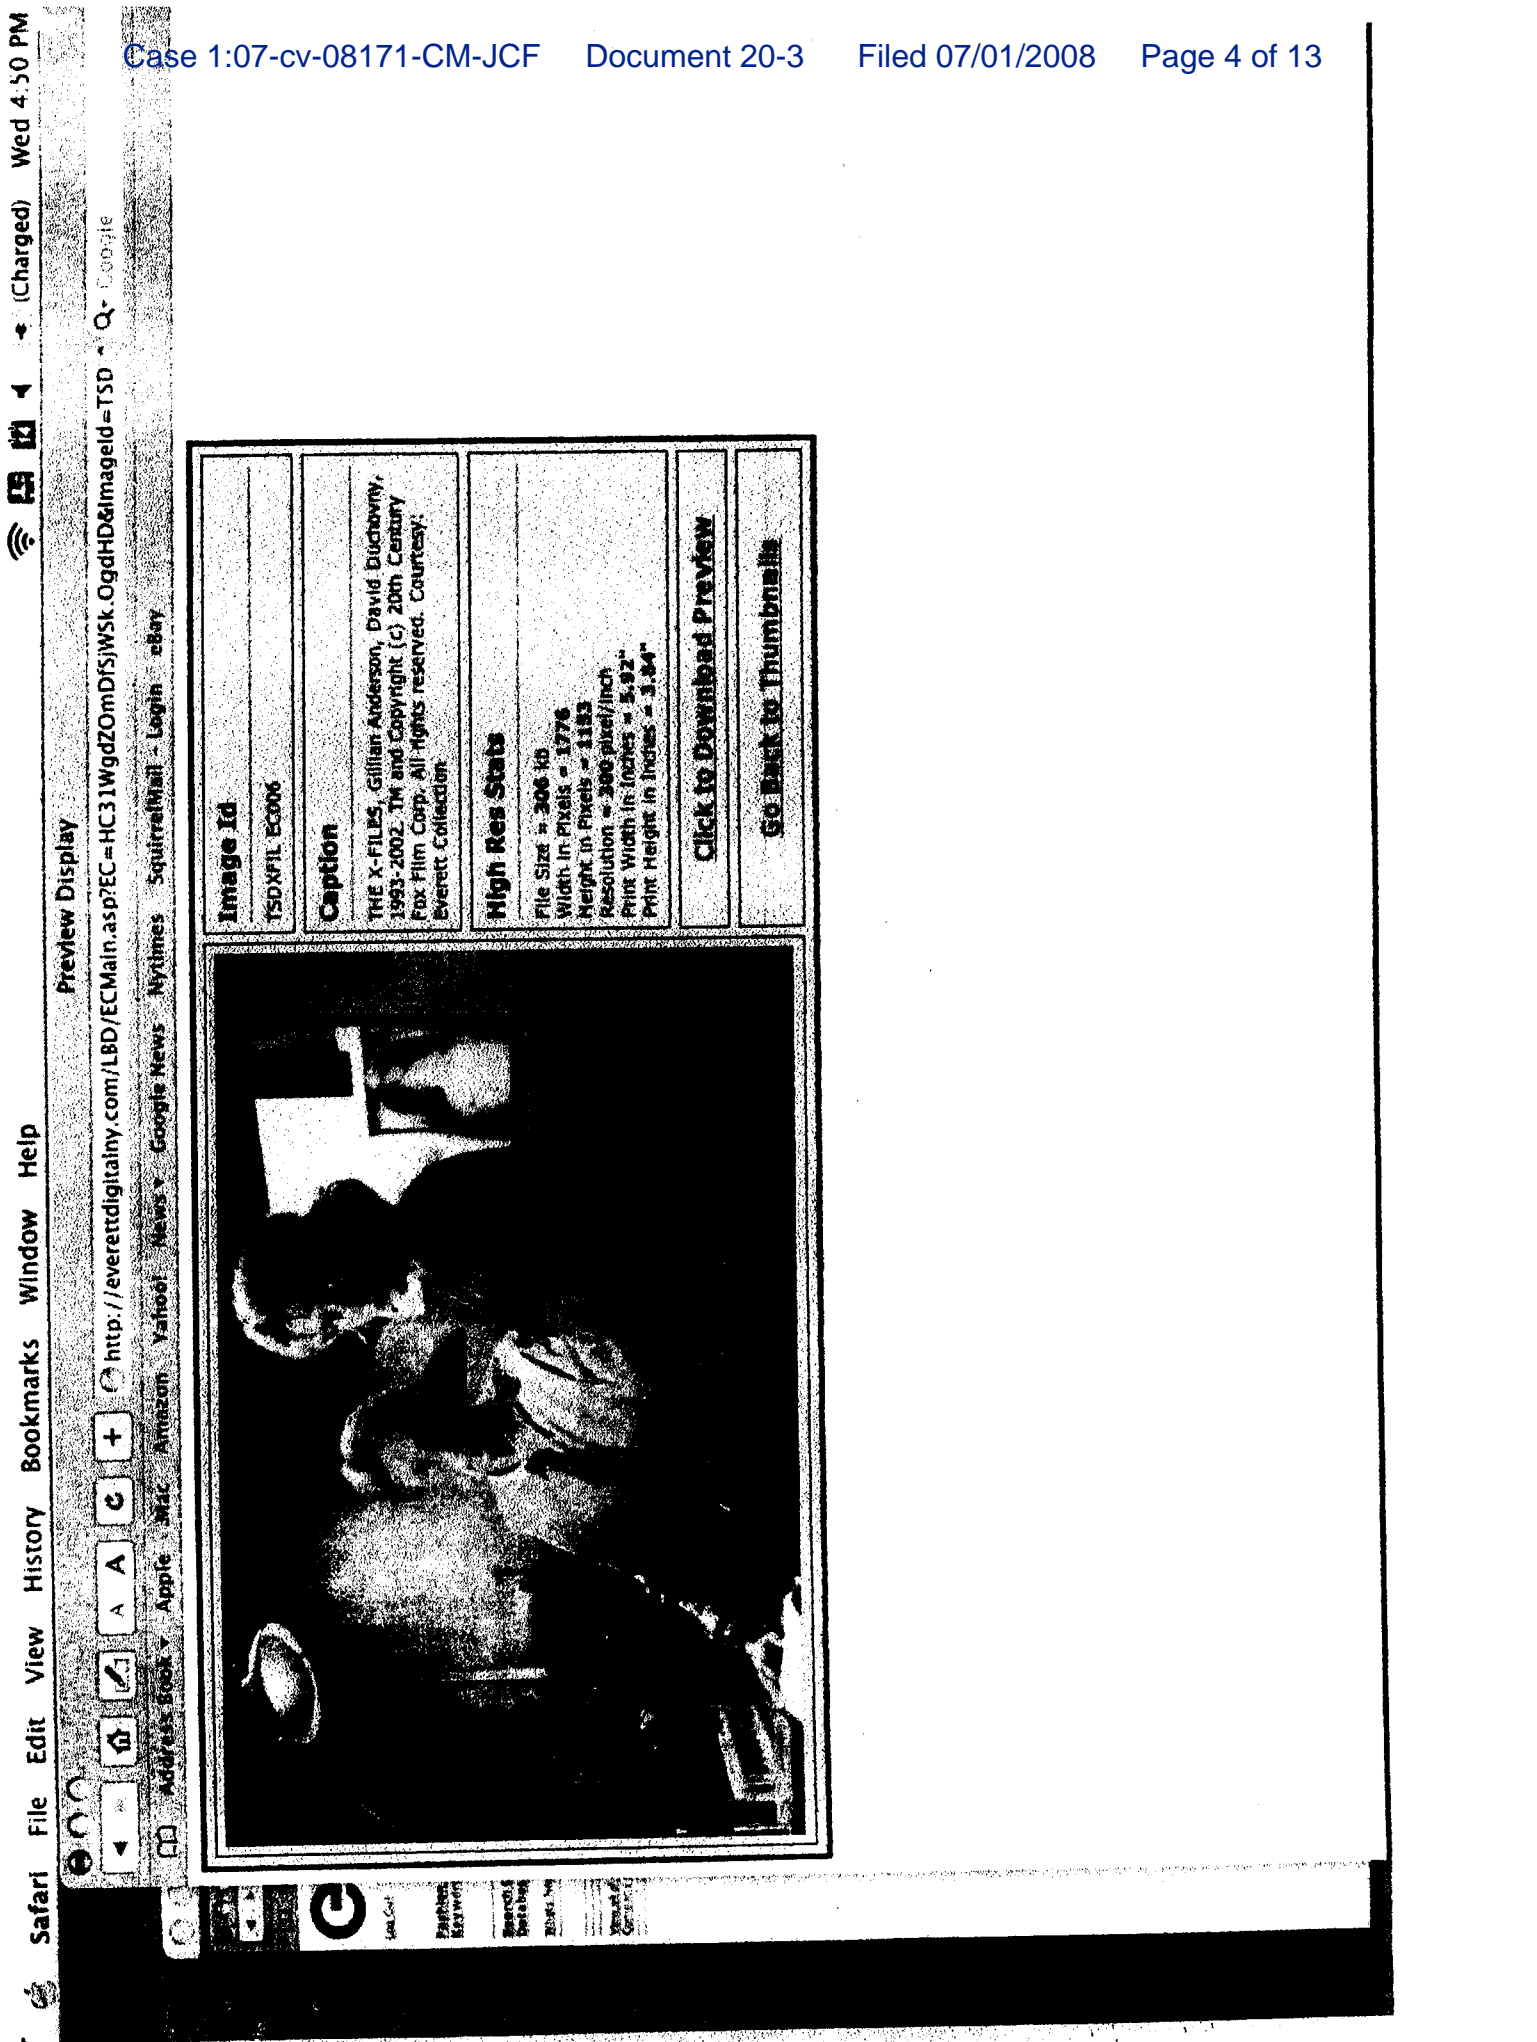 Case 1:07-cv-08171-CM-JCF Document 20-3 Filed 07/01/2008 Page 4 of 13
Safari File Edit View History Bookmarks Window Help (Charged) Wed 4:50 PM
Preview Display
A A + http://everettdigitalny.com/LBD/ECMain.asp?EC=HC31WgdZOmDfSjWSk.OgdHD&ImageId=TSD Google
Address Book Apple Mac Amazon Yahoo! News Google News Nytimes SquirrelMail - Login eBay
Image Id
TSDXFIL EC006
Caption
THE X-FILES, Gillian Anderson, David Duchovny,
1993-2002. TM and Copyright (c) 20th Century
Fox Film Corp. All rights reserved. Courtesy:
Everett Collection
High Res Stats
File Size = 306 kb
Width in Pixels = 1776
Height in Pixels = 1153
Resolution = 300 pixel/inch
Print Width in Inches = 5.92"
Print Height in Inches = 3.84"
Click to Download Preview
Go Back to Thumbnails
Log Out
Search